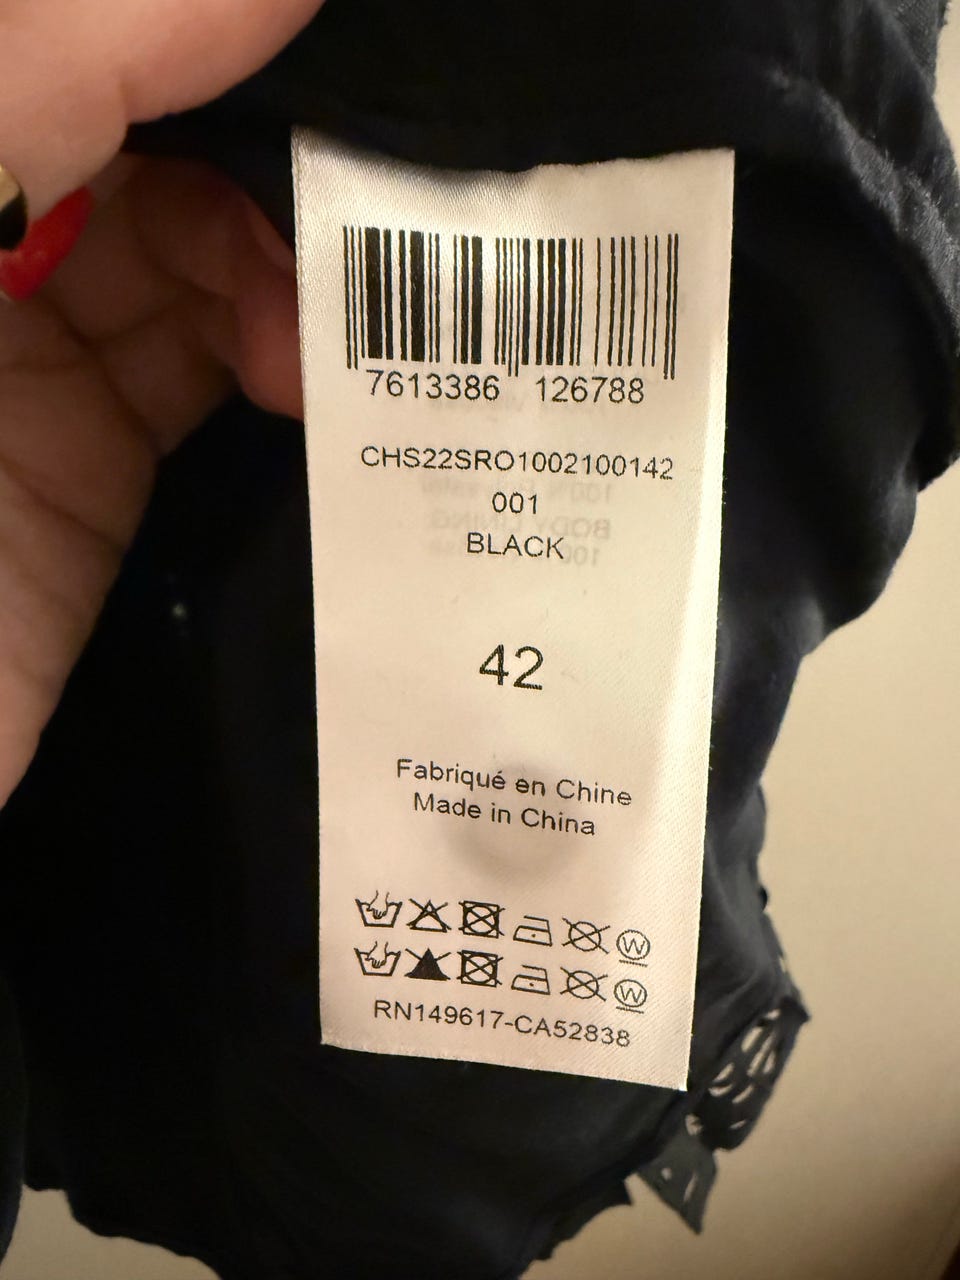 7613386 126788
CHS22SRO1002100142
001
BLACK
42
Fabriqué en Chine
Made in China
RN149617-CA52838